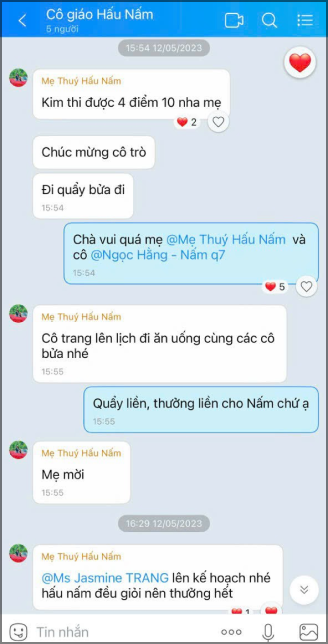 Cô giáo Hấu Nấm
5 người
15:54 12/05/2023
Mẹ Thuý Hấu Nấm
Kim thi được 4 điểm 10 nha mẹ
2
Chúc mừng cô trò
Đi quẩy bửa đi
15:54
Chà vui quá mẹ @Mẹ Thuý Hấu Nấm và
cô @Ngọc Hằng - Nấm q7
15:54
5
Mẹ Thuý Hấu Nấm
Cô trang lên lịch đi ăn uống cùng các cô
bửa nhé
15:55
Quẩy liền, thưởng liền cho Nấm chứ ạ
15:55
Mẹ Thuý Hấu Nấm
Mẹ mời
15:55
16:29 12/05/2023
Mẹ Thuý Hấu Nấm
@Ms Jasmine TRANG lên kế hoạch nhé
hấu nấm đều giỏi nên thưởng hết
1
Tin nhắn